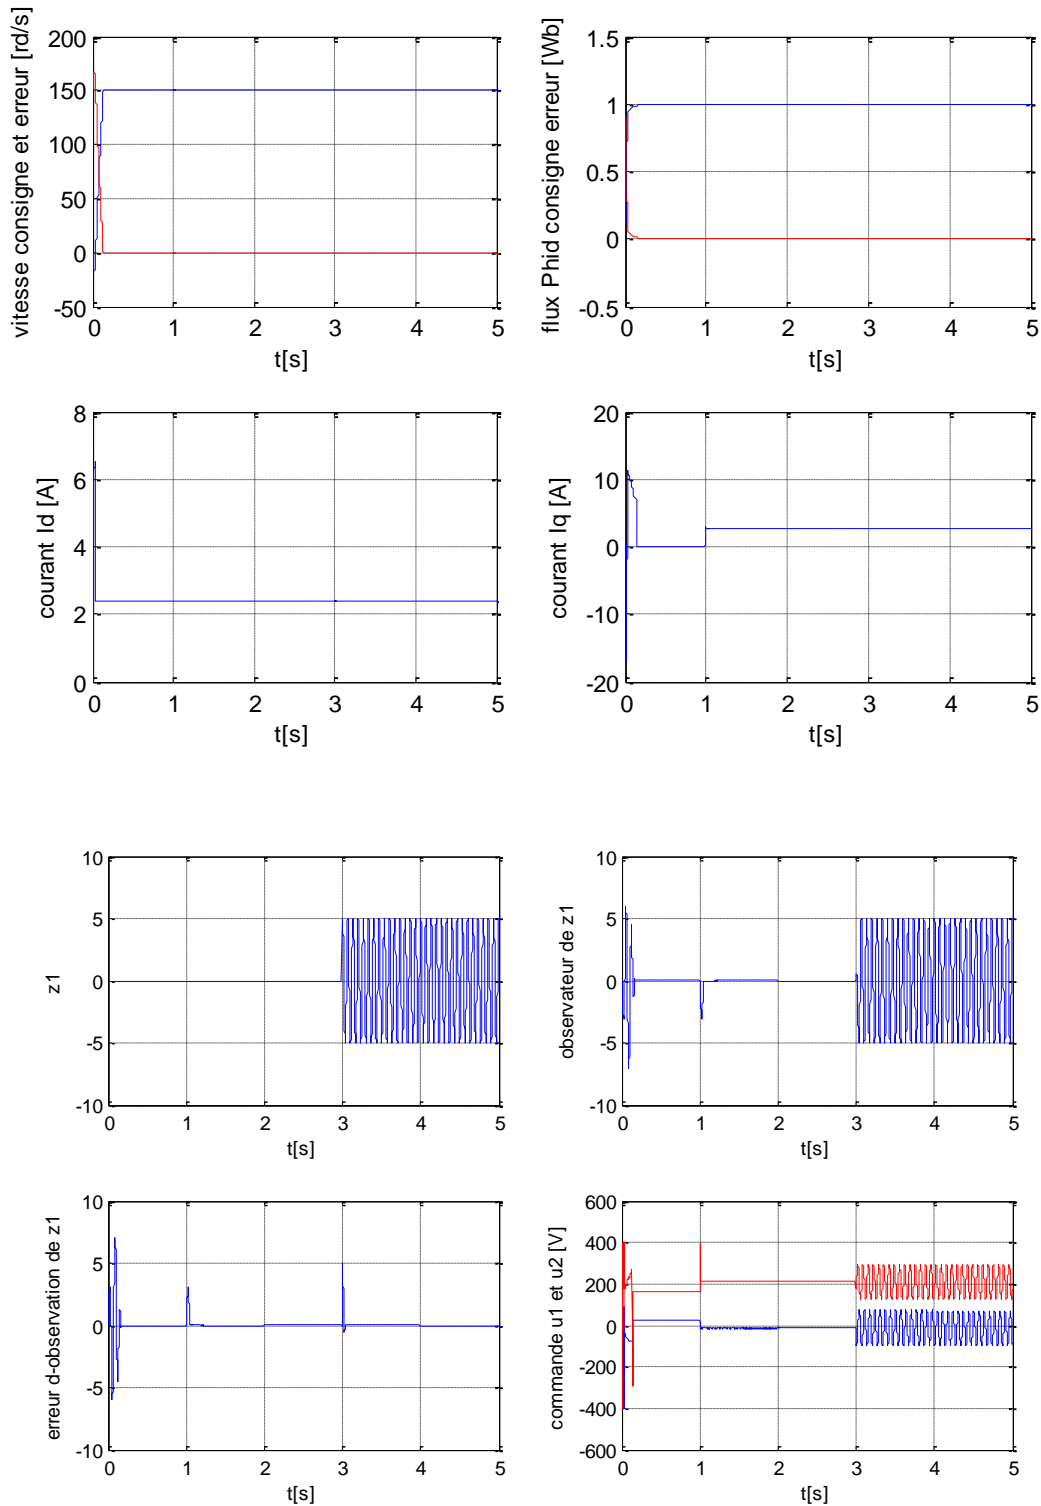 vitesse consigne et erreur [rd/s]
200
150
100
50
0
-50
0 1 2 3 4 5
t[s]
flux Phid consigne erreur [Wb]
1.5
1
0.5
0
-0.5
0 1 2 3 4 5
t[s]
courant Id [A]
8
6
4
2
0
0 1 2 3 4 5
t[s]
courant Iq [A]
20
10
0
-10
-20
0 1 2 3 4 5
t[s]
z1
10
5
0
-5
-10
0 1 2 3 4 5
t[s]
observateur de z1
10
5
0
-5
-10
0 1 2 3 4 5
t[s]
erreur d-observation de z1
10
5
0
-5
-10
0 1 2 3 4 5
t[s]
commande u1 et u2 [V]
600
400
200
0
-200
-400
-600
0 1 2 3 4 5
t[s]